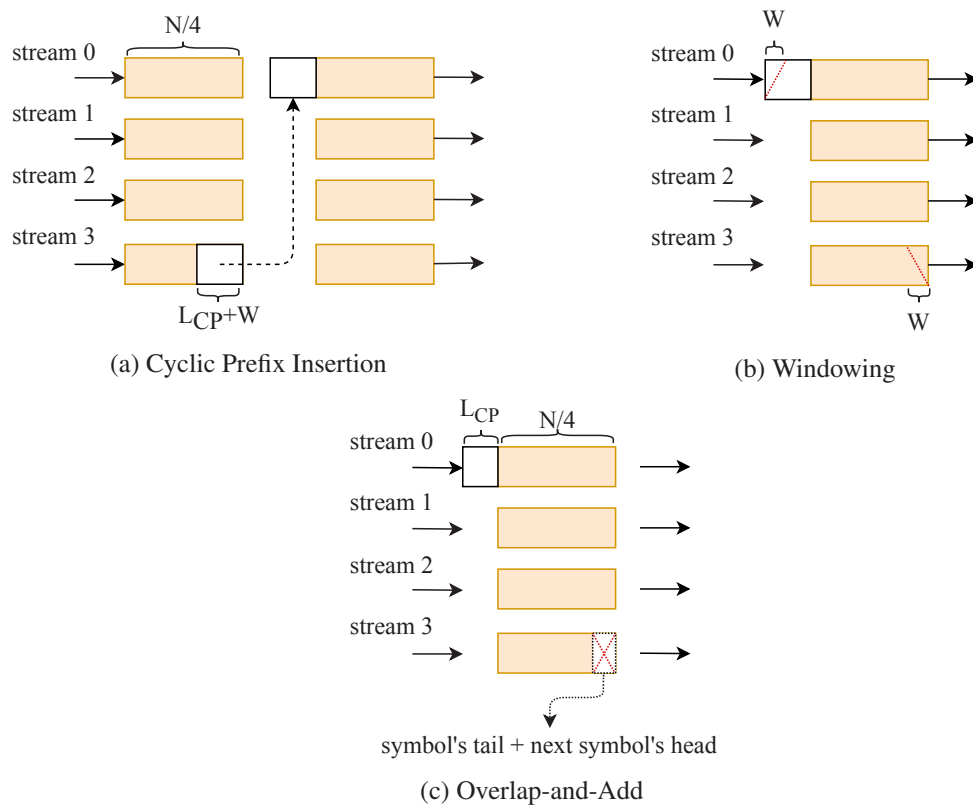 N/4
stream 0
stream 1
stream 2
stream 3
L_CP+W
(a) Cyclic Prefix Insertion
W
stream 0
stream 1
stream 2
stream 3
W
(b) Windowing
L_CP
N/4
stream 0
stream 1
stream 2
stream 3
symbol's tail + next symbol's head
(c) Overlap-and-Add